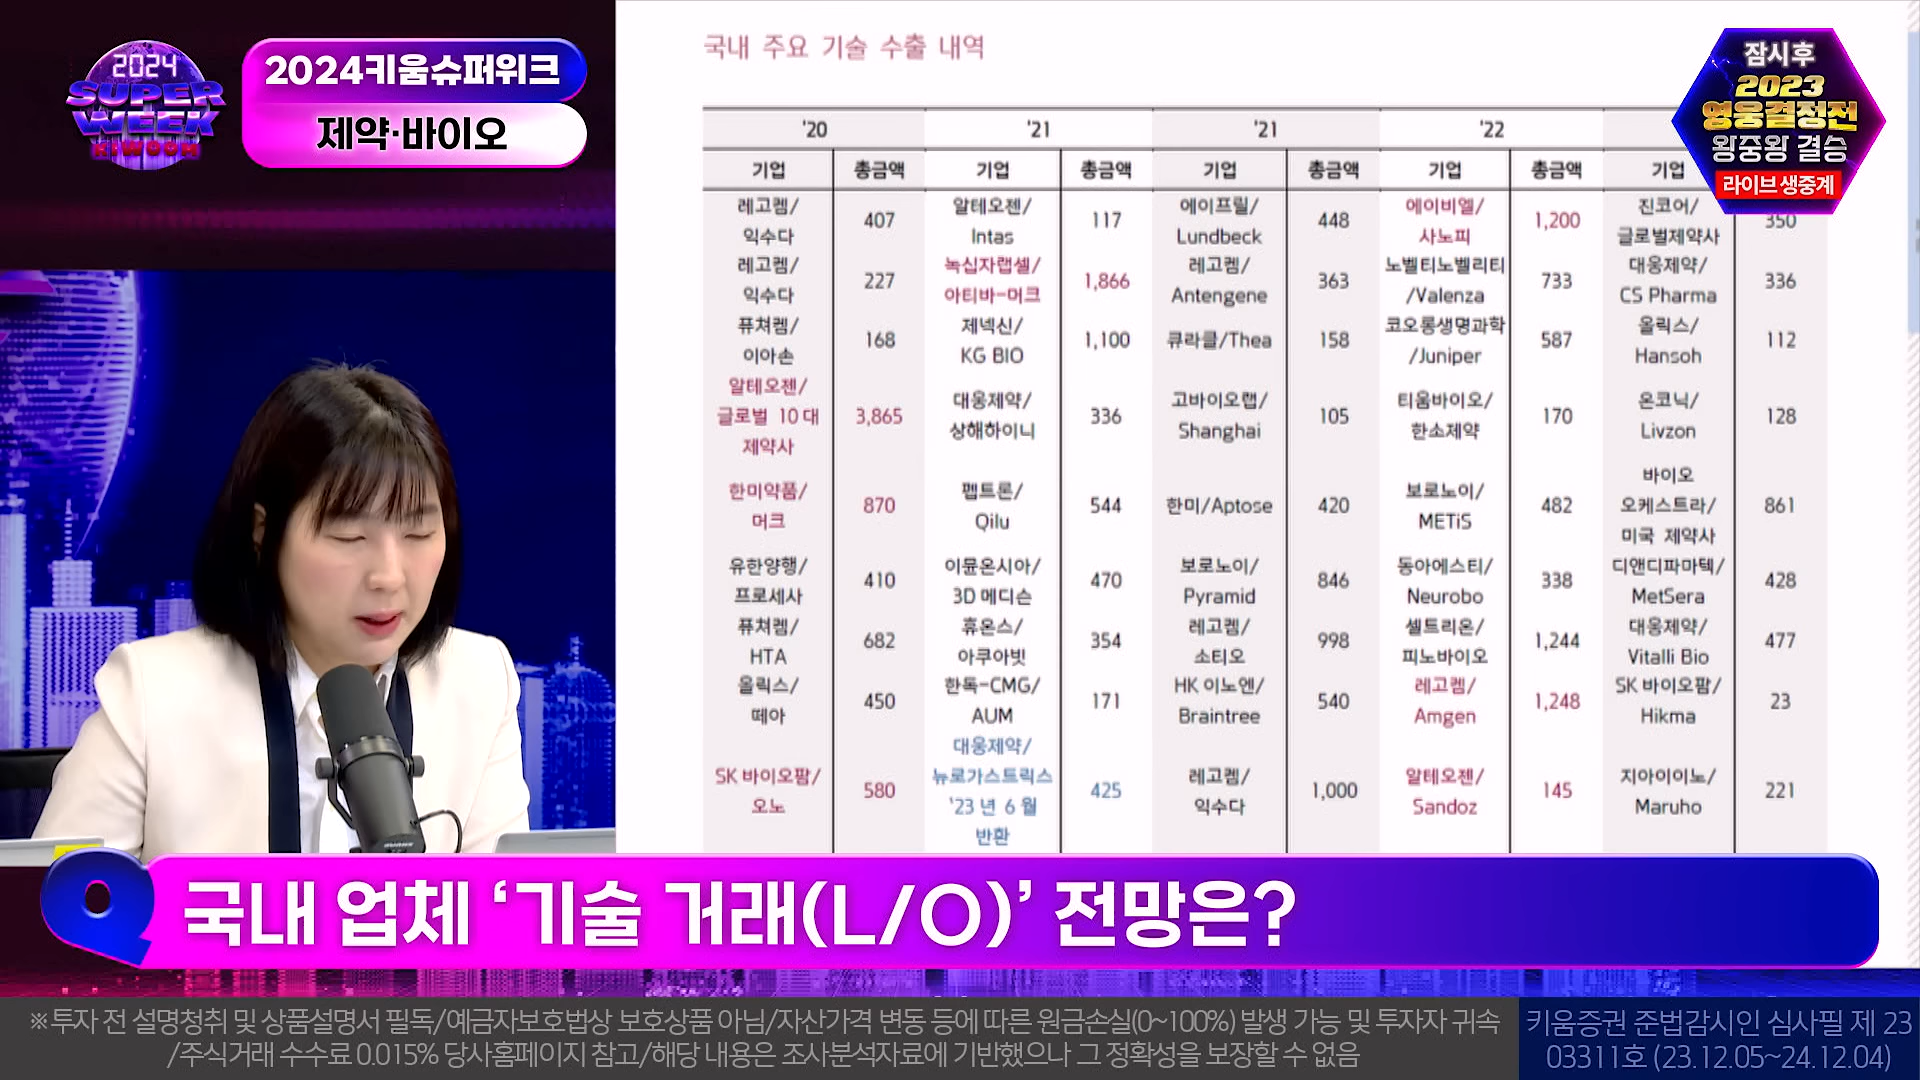 2024
SUPER
WEEK
KIWOOM
2024키움슈퍼위크
제약·바이오
국내 주요 기술 수출 내역
잠시후
2023
영웅결정전
왕중왕 결승
라이브 생중계
'20 '21 '21 '22
기업 총금액 기업 총금액 기업 총금액 기업 총금액 기업
레고켐/ 알테오젠/ 에이프릴/ 에이비엘/ 진코어/
407 117 448 1,200 350
익수다 Intas Lundbeck 사노피 글로벌제약사
레고켐/ 녹십자랩셀/ 레고켐/ 노벨티노벨리티 대웅제약/
227 1,866 363 733 336
익수다 아티바-머크 Antengene /Valenza CS Pharma
퓨쳐켐/ 제넥신/ 코오롱생명과학 올릭스/
168 1,100 큐라클/Thea 158 587 112
이아손 KG BIO /Juniper Hansoh
알테오젠/ 대웅제약/ 고바이오랩/ 티움바이오/ 온코닉/
글로벌 10대 3,865 336 105 170 128
제약사 상해하이니 Shanghai 한소제약 Livzon
한미약품/ 펩트론/ 보로노이/ 바이오
870 544 한미/Aptose 420 482 오케스트라/ 861
머크 Qilu METiS 미국 제약사
유한양행/ 이뮨온시아/ 보로노이/ 동아에스티/ 디앤디파마텍/
410 470 846 338 428
프로세사 3D메디슨 Pyramid Neurobo MetSera
퓨쳐켐/ 휴온스/ 레고켐/ 셀트리온/ 대웅제약/
682 354 998 1,244 477
HTA 아쿠아빗 소티오 피노바이오 Vitalli Bio
올릭스/ 한독-CMG/ HK 이노엔/ 레고켐/ SK 바이오팜/
450 171 540 1,248 23
떼아 AUM Braintree Amgen Hikma
SK 바이오팜/ 대웅제약/ 레고켐/ 알테오젠/ 지아이이노/
580 뉴로가스트릭스 425 1,000 145 221
오노 '23년 6월 익수다 Sandoz Maruho
반환
Q 국내 업체 ‘기술 거래(L/O)’ 전망은?
※투자 전 설명청취 및 상품설명서 필독/예금자보호법상 보호상품 아님/자산가격 변동 등에 따른 원금손실(0~100%) 발생 가능 및 투자자 귀속
/주식거래 수수료 0.015% 당사홈페이지 참고/해당 내용은 조사분석자료에 기반했으나 그 정확성을 보장할 수 없음
키움증권 준법감시인 심사필 제 23
03311호 (23.12.05~24.12.04)